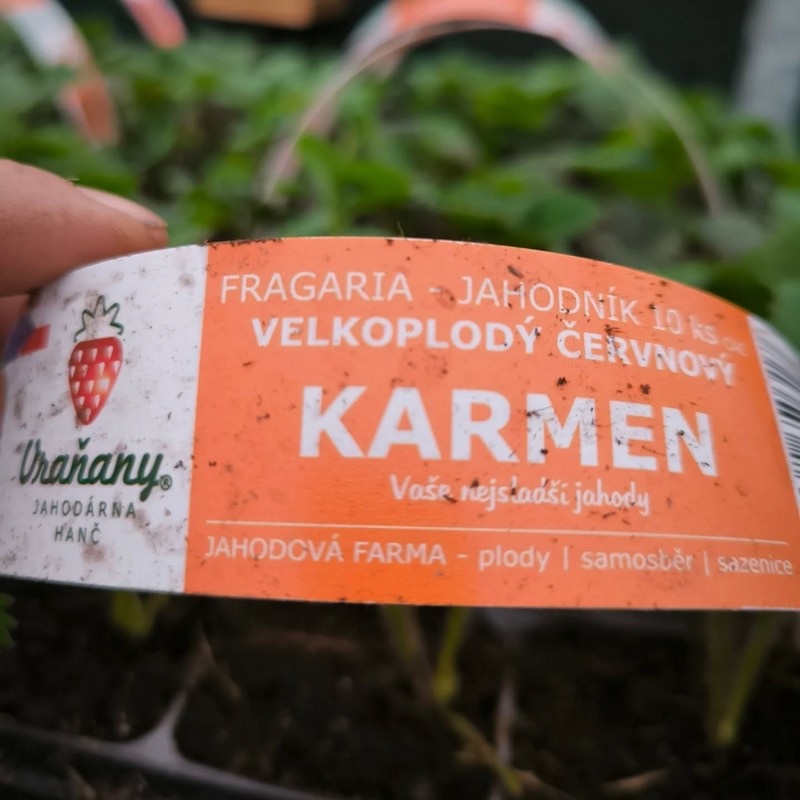 Vraňany®
JAHODÁRNA
HANČ
FRAGARIA - JAHODNÍK 10 ks
VELKOPLODÝ ČERVNOVÝ
KARMEN
Vaše nejsladší jahody
JAHODOVÁ FARMA - plody | samosběr | sazenice